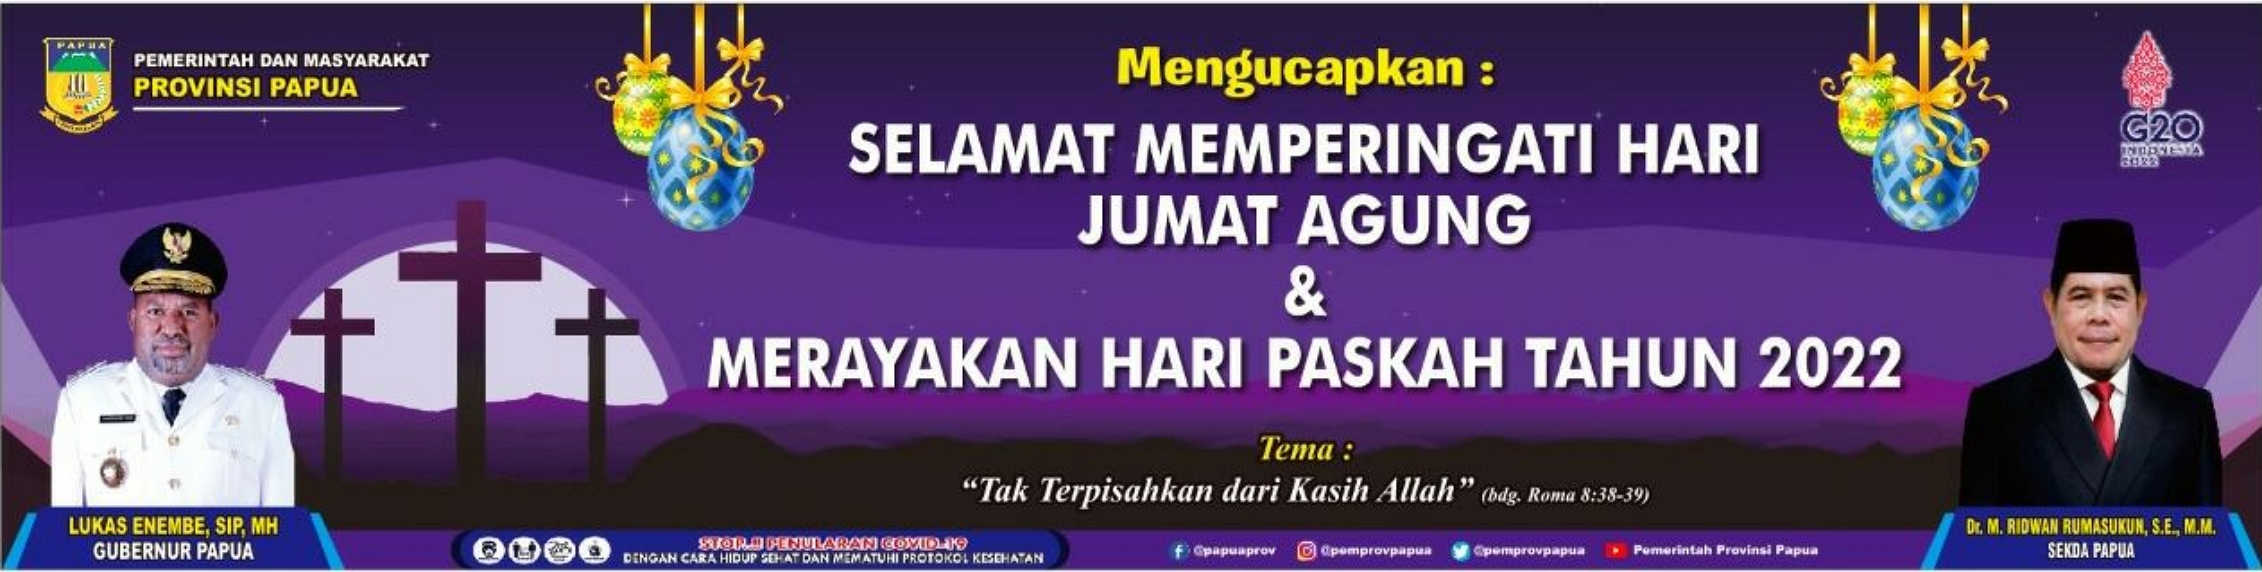 PAPUA
PEMERINTAH DAN MASYARAKAT
PROVINSI PAPUA
Mengucapkan :
SELAMAT MEMPERINGATI HARI
JUMAT AGUNG
&
MERAYAKAN HARI PASKAH TAHUN 2022
Tema :
“Tak Terpisahkan dari Kasih Allah” (bdg. Roma 8:38-39)
G20
INDONESIA
2022
LUKAS ENEMBE, SIP, MH
GUBERNUR PAPUA
STOP..!! PENULARAN COVID-19
DENGAN CARA HIDUP SEHAT DAN MEMATUHI PROTOKOL KESEHATAN
@papuaprov @pemprovpapua @pemprovpapua Pemerintah Provinsi Papua
Dr. M. RIDWAN RUMASUKUN, S.E., M.M.
SEKDA PAPUA